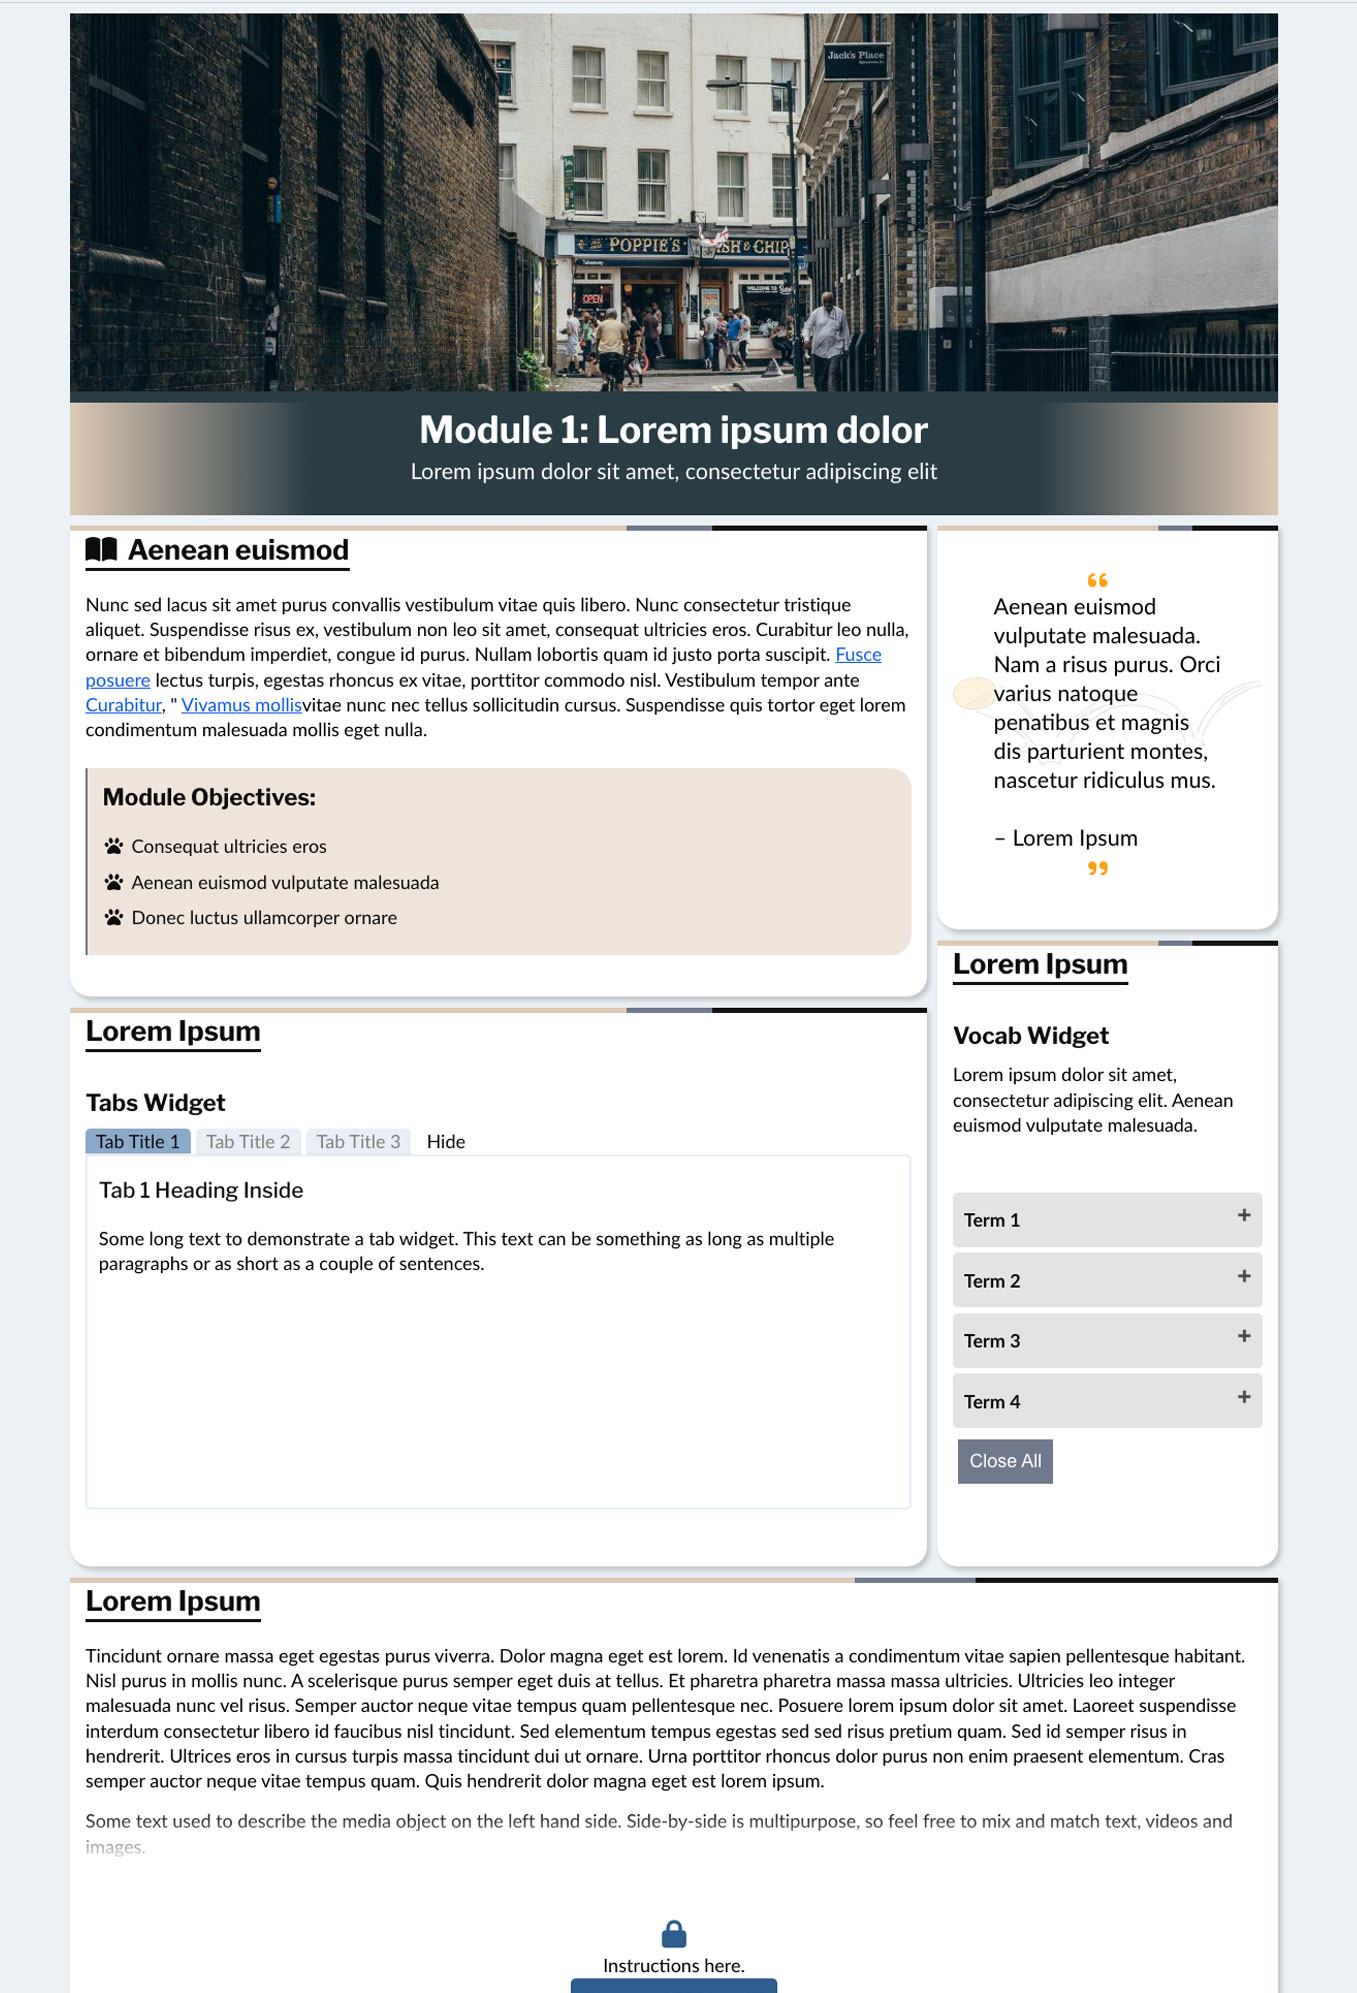 Jack's Place
POPPIE'S
FISH & CHIP
Takeaway
OPEN
WELCOME TO
Module 1: Lorem ipsum dolor
Lorem ipsum dolor sit amet, consectetur adipiscing elit
Aenean euismod
Nunc sed lacus sit amet purus convallis vestibulum vitae quis libero. Nunc consectetur tristique
aliquet. Suspendisse risus ex, vestibulum non leo sit amet, consequat ultricies eros. Curabitur leo nulla,
ornare et bibendum imperdiet, congue id purus. Nullam lobortis quam id justo porta suscipit. Fusce
posuere lectus turpis, egestas rhoncus ex vitae, porttitor commodo nisl. Vestibulum tempor ante
Curabitur, " Vivamus mollisvitae nunc nec tellus sollicitudin cursus. Suspendisse quis tortor eget lorem
condimentum malesuada mollis eget nulla.
Module Objectives:
Consequat ultricies eros
Aenean euismod vulputate malesuada
Donec luctus ullamcorper ornare
“
Aenean euismod
vulputate malesuada.
Nam a risus purus. Orci
varius natoque
penatibus et magnis
dis parturient montes,
nascetur ridiculus mus.
– Lorem Ipsum
”
Lorem Ipsum
Tabs Widget
Tab Title 1 Tab Title 2 Tab Title 3 Hide
Tab 1 Heading Inside
Some long text to demonstrate a tab widget. This text can be something as long as multiple
paragraphs or as short as a couple of sentences.
Lorem Ipsum
Vocab Widget
Lorem ipsum dolor sit amet,
consectetur adipiscing elit. Aenean
euismod vulputate malesuada.
Term 1 +
Term 2 +
Term 3 +
Term 4 +
Close All
Lorem Ipsum
Tincidunt ornare massa eget egestas purus viverra. Dolor magna eget est lorem. Id venenatis a condimentum vitae sapien pellentesque habitant.
Nisl purus in mollis nunc. A scelerisque purus semper eget duis at tellus. Et pharetra pharetra massa massa ultricies. Ultricies leo integer
malesuada nunc vel risus. Semper auctor neque vitae tempus quam pellentesque nec. Posuere lorem ipsum dolor sit amet. Laoreet suspendisse
interdum consectetur libero id faucibus nisl tincidunt. Sed elementum tempus egestas sed sed risus pretium quam. Sed id semper risus in
hendrerit. Ultrices eros in cursus turpis massa tincidunt dui ut ornare. Urna porttitor rhoncus dolor purus non enim praesent elementum. Cras
semper auctor neque vitae tempus quam. Quis hendrerit dolor magna eget est lorem ipsum.
Some text used to describe the media object on the left hand side. Side-by-side is multipurpose, so feel free to mix and match text, videos and
images.
Instructions here.